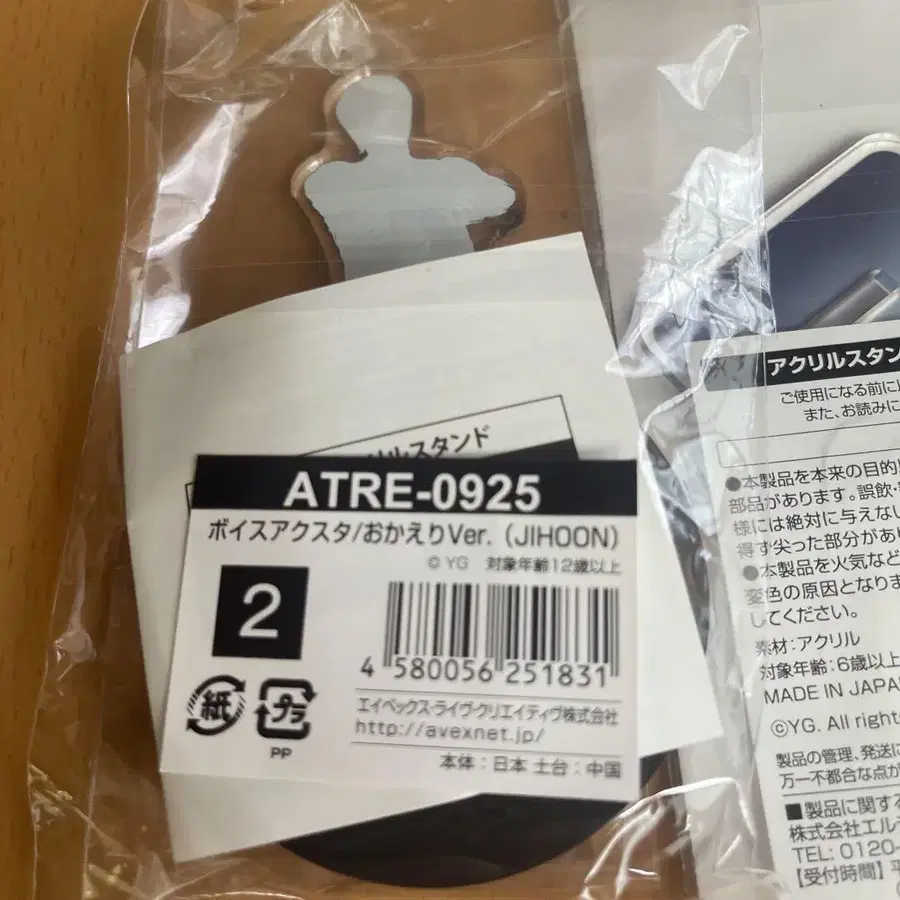 リルスタンド
ATRE-0925
ボイスアクスタ/おかえりVer.(JIHOON)
©YG 対象年齢12歳以上
2
4 580056 251831
紙
プラ
PP
エイベックス・ライヴ・クリエイティヴ株式会社
http://avexnet.jp/
本体：日本 土台：中国
アクリルスタン
ご使用になる前に
また、お読みに
●本製品を本来の目的
部品があります。誤飲・
様には絶対に与えない
得ず尖った部分があり
●本製品を火気など
変色の原因となりま
してください。
素材：アクリル
対象年齢：6歳以上
MADE IN JAPA
©YG. All rights
製品の管理、発送に
万一不都合な点が
■製品に関する
株式会社エル
TEL: 0120-
【受付時間】平